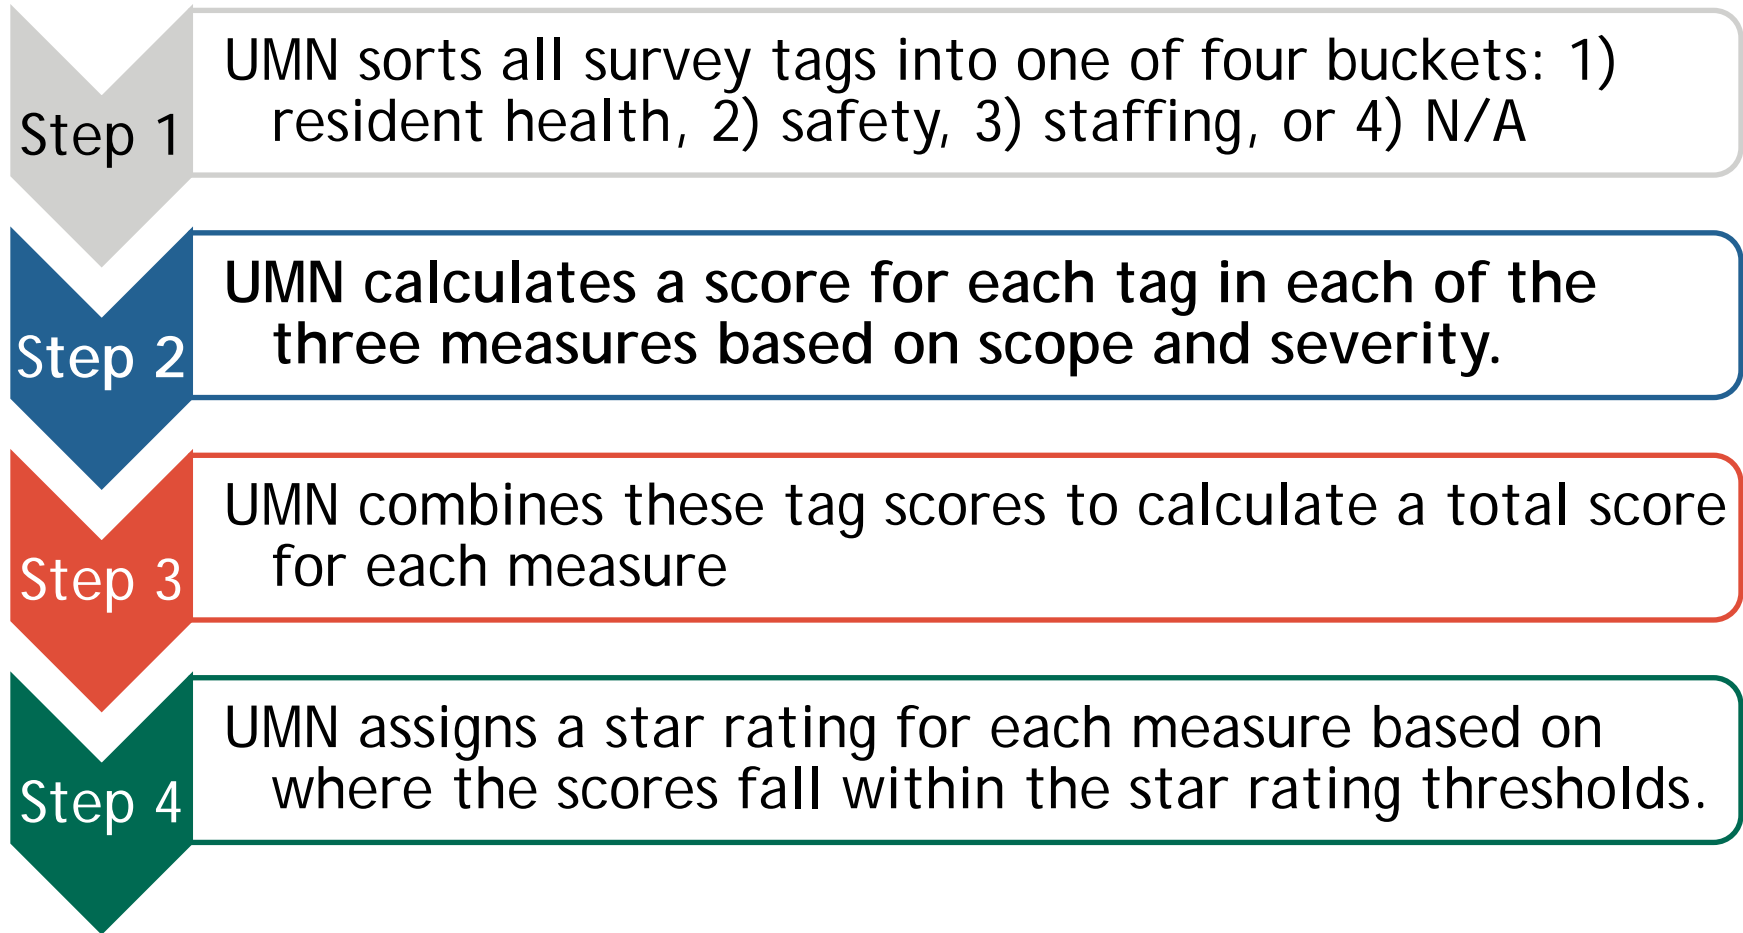 Step 1
UMN sorts all survey tags into one of four buckets: 1)
resident health, 2) safety, 3) staffing, or 4) N/A
Step 2
UMN calculates a score for each tag in each of the
three measures based on scope and severity.
Step 3
UMN combines these tag scores to calculate a total score
for each measure
Step 4
UMN assigns a star rating for each measure based on
where the scores fall within the star rating thresholds.